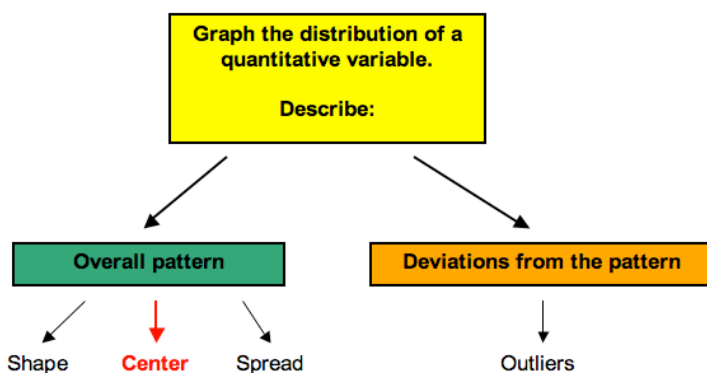 Graph the distribution of a
quantitative variable.
Describe:
Overall pattern
Deviations from the pattern
Shape
Center
Spread
Outliers